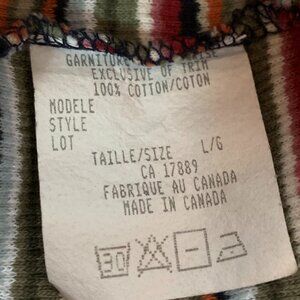 GARNITURE
EXCLUSIVE OF TRIM
100% COTTON/COTON
MODELE
STYLE
LOT
TAILLE/SIZE L/G
CA 17889
FABRIQUE AU CANADA
MADE IN CANADA
30